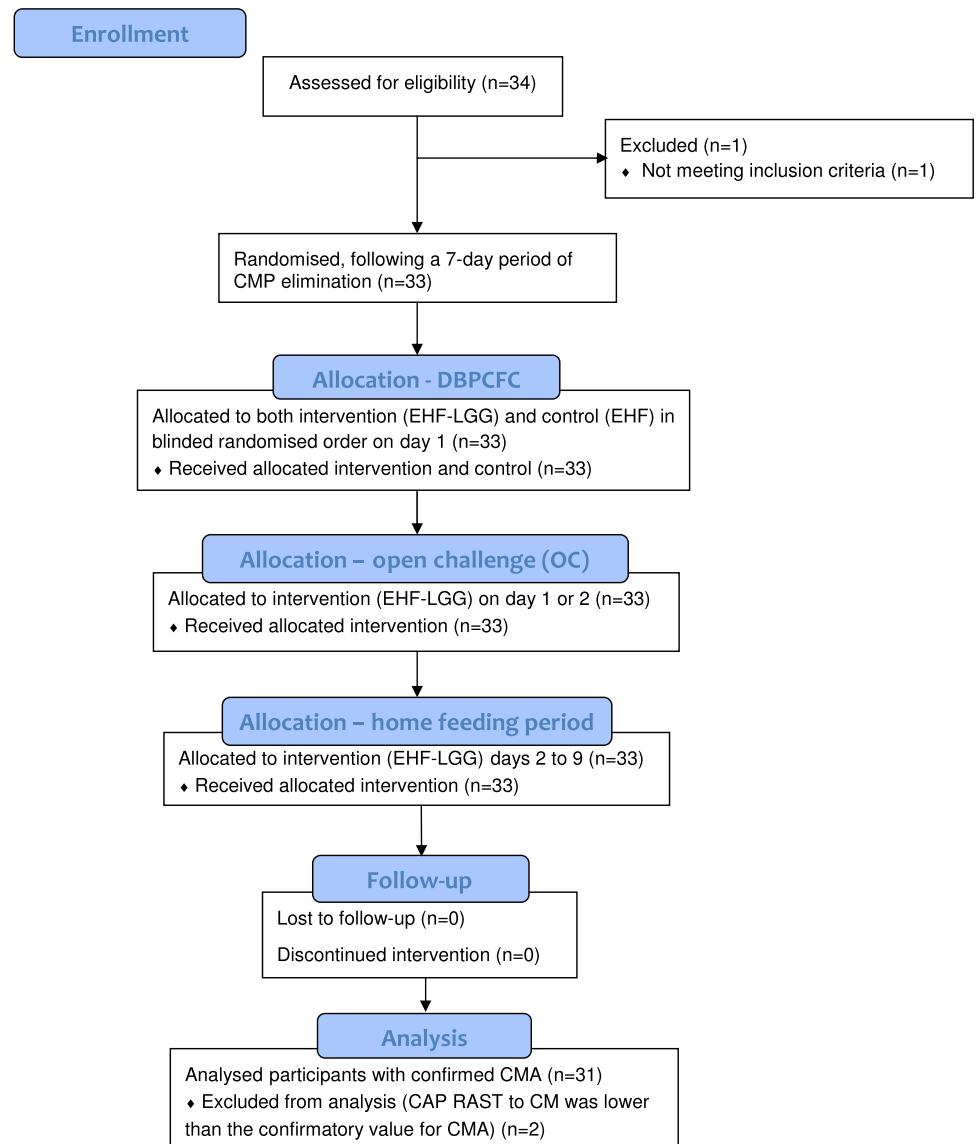 Enrollment
Assessed for eligibility (n=34)
Excluded (n=1)
♦ Not meeting inclusion criteria (n=1)
Randomised, following a 7-day period of
CMP elimination (n=33)
Allocation - DBPCFC
Allocated to both intervention (EHF-LGG) and control (EHF) in
blinded randomised order on day 1 (n=33)
♦ Received allocated intervention and control (n=33)
Allocation – open challenge (OC)
Allocated to intervention (EHF-LGG) on day 1 or 2 (n=33)
♦ Received allocated intervention (n=33)
Allocation – home feeding period
Allocated to intervention (EHF-LGG) days 2 to 9 (n=33)
♦ Received allocated intervention (n=33)
Follow-up
Lost to follow-up (n=0)
Discontinued intervention (n=0)
Analysis
Analysed participants with confirmed CMA (n=31)
♦ Excluded from analysis (CAP RAST to CM was lower
than the confirmatory value for CMA) (n=2)